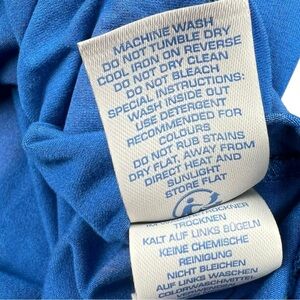 MACHINE WASH
DO NOT TUMBLE DRY
COOL IRON ON REVERSE
DO NOT DRY CLEAN
DO NOT BLEACH
SPECIAL INSTRUCTIONS:
WASH INSIDE OUT
USE DETERGENT
RECOMMENDED FOR
COLOURS
DO NOT RUB STAINS
DRY FLAT, AWAY FROM
DIRECT HEAT AND
SUNLIGHT
STORE FLAT
TROCKNEN
KALT AUF LINKS BÜGELN
KEINE CHEMISCHE
REINIGUNG
NICHT BLEICHEN
AUF LINKS WASCHEN
COLORWASCHMITTEL